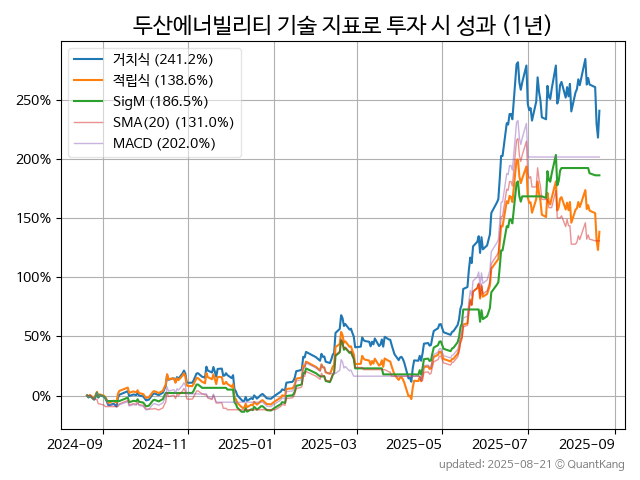 두산에너빌리티 기술 지표로 투자 시 성과 (1년)
거치식 (241.2%)
적립식 (138.6%)
SigM (186.5%)
SMA(20) (131.0%)
MACD (202.0%)
250%
200%
150%
100%
50%
0%
2024-09 2024-11 2025-01 2025-03 2025-05 2025-07 2025-09
updated: 2025-08-21 © QuantKang